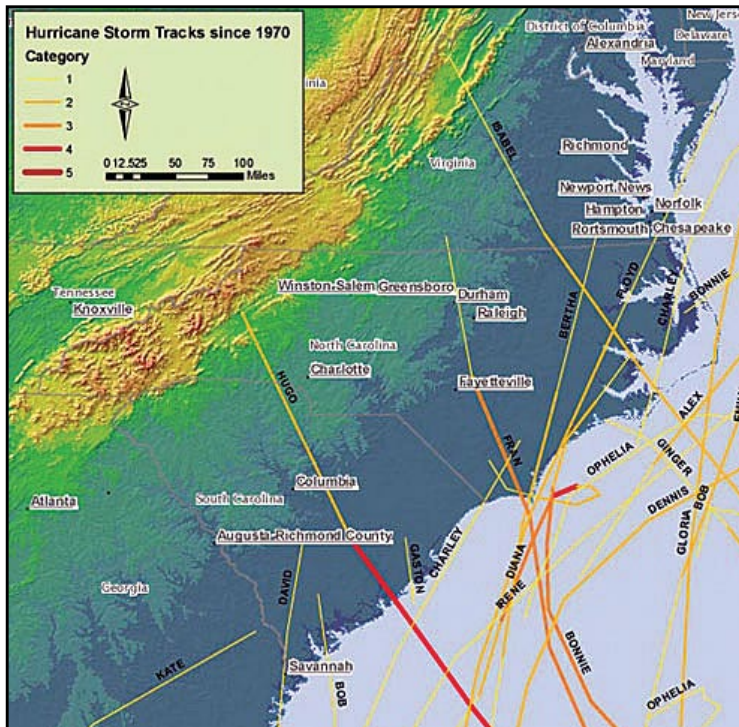 Hurricane Storm Tracks since 1970
Category
1
2
3
4
5
0 12.525 50 75 100
Miles
New Jersey
District of Columbia
Delaware
Alexandria
Maryland
inia
ISABEL
Richmond
Virginia
Newport News
Norfolk
Hampton
Portsmouth Chesapeake
Tennessee
Knoxville
Winston-Salem Greensboro
Durham
Raleigh
FLOYD
CHARLEY
BONNIE
BERTHA
North Carolina
Charlotte
HUGO
Fayetteville
ALEX
FRAN
OPHELIA
GINGER
DENNIS
GLORIA
BOB
Columbia
Atlanta
South Carolina
Augusta-Richmond County
CHARLEY
GASTON
DIANA
IRENE
Georgia
DAVID
BONNIE
KATE
Savannah
BOB
OPHELIA